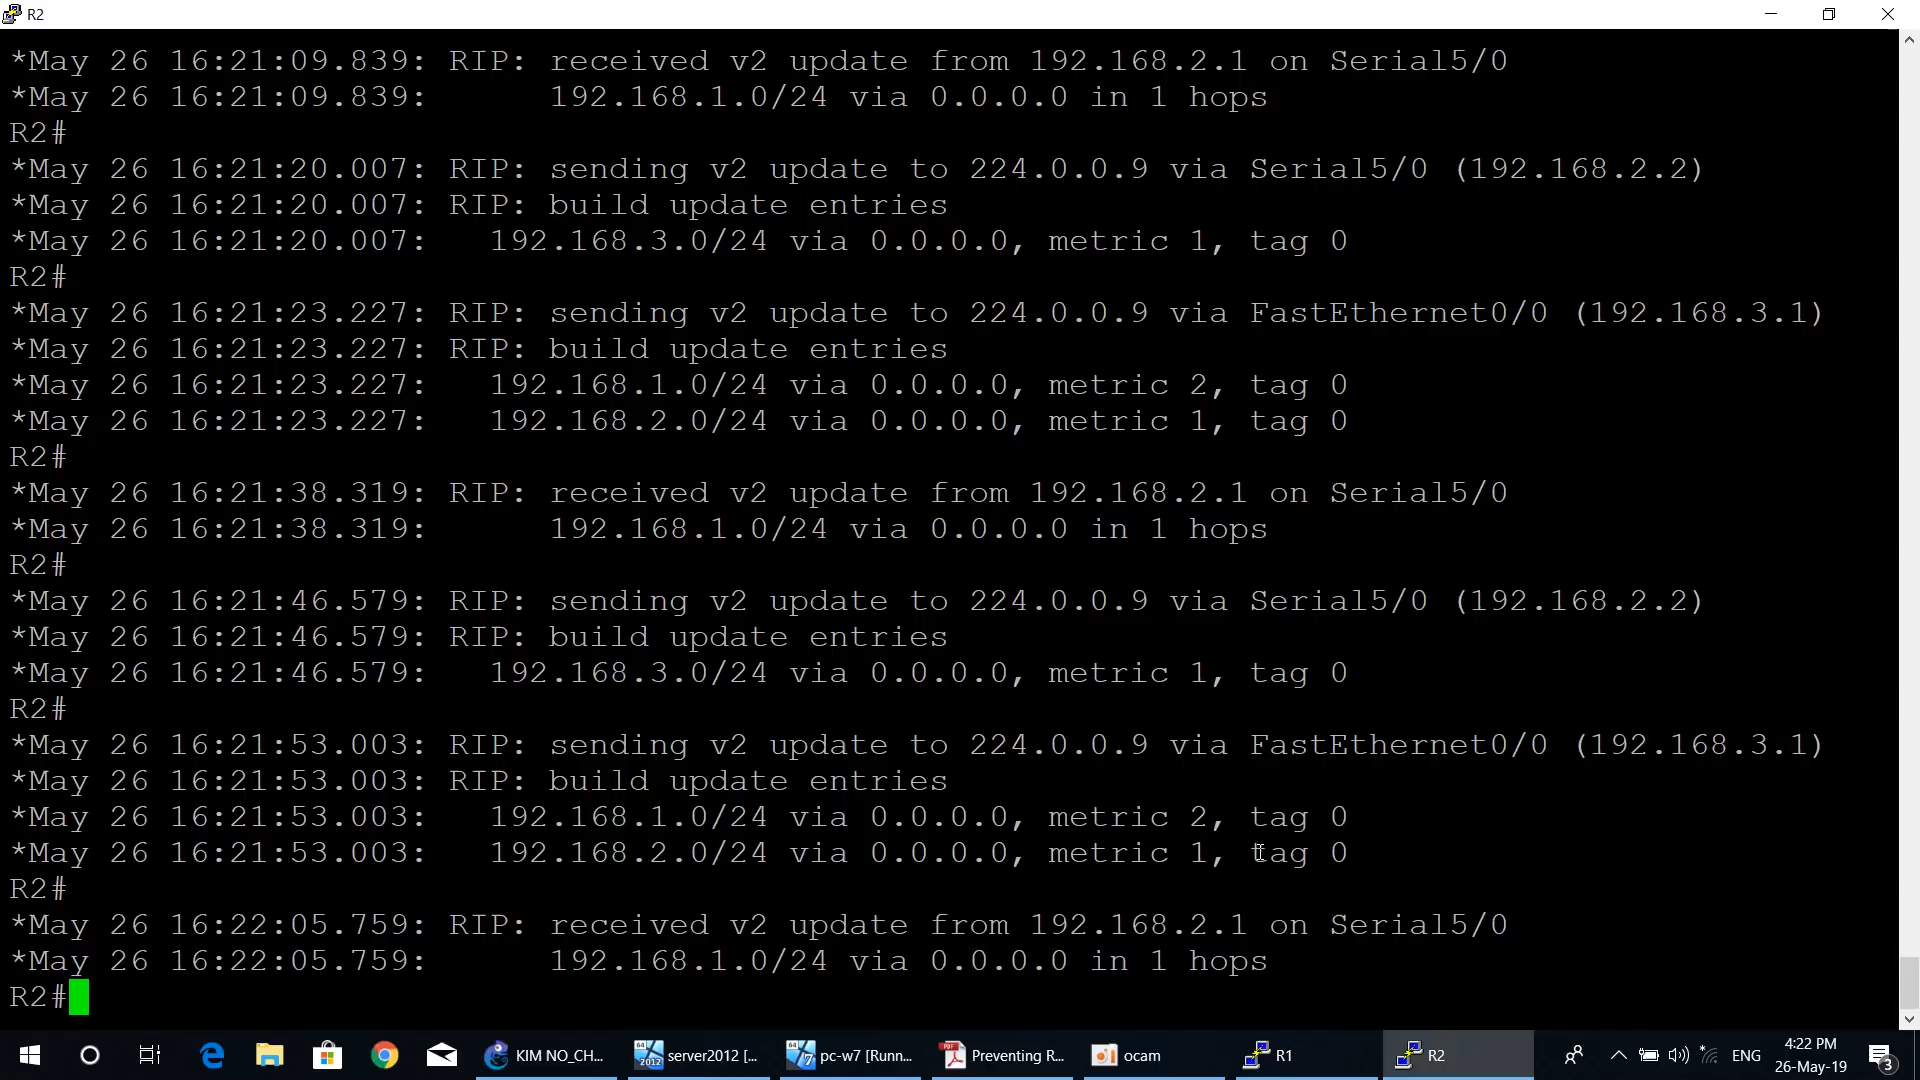 R2
*May 26 16:21:09.839: RIP: received v2 update from 192.168.2.1 on Serial5/0
*May 26 16:21:09.839:      192.168.1.0/24 via 0.0.0.0 in 1 hops
R2#
*May 26 16:21:20.007: RIP: sending v2 update to 224.0.0.9 via Serial5/0 (192.168.2.2)
*May 26 16:21:20.007: RIP: build update entries
*May 26 16:21:20.007:   192.168.3.0/24 via 0.0.0.0, metric 1, tag 0
R2#
*May 26 16:21:23.227: RIP: sending v2 update to 224.0.0.9 via FastEthernet0/0 (192.168.3.1)
*May 26 16:21:23.227: RIP: build update entries
*May 26 16:21:23.227:   192.168.1.0/24 via 0.0.0.0, metric 2, tag 0
*May 26 16:21:23.227:   192.168.2.0/24 via 0.0.0.0, metric 1, tag 0
R2#
*May 26 16:21:38.319: RIP: received v2 update from 192.168.2.1 on Serial5/0
*May 26 16:21:38.319:      192.168.1.0/24 via 0.0.0.0 in 1 hops
R2#
*May 26 16:21:46.579: RIP: sending v2 update to 224.0.0.9 via Serial5/0 (192.168.2.2)
*May 26 16:21:46.579: RIP: build update entries
*May 26 16:21:46.579:   192.168.3.0/24 via 0.0.0.0, metric 1, tag 0
R2#
*May 26 16:21:53.003: RIP: sending v2 update to 224.0.0.9 via FastEthernet0/0 (192.168.3.1)
*May 26 16:21:53.003: RIP: build update entries
*May 26 16:21:53.003:   192.168.1.0/24 via 0.0.0.0, metric 2, tag 0
*May 26 16:21:53.003:   192.168.2.0/24 via 0.0.0.0, metric 1, tag 0
R2#
*May 26 16:22:05.759: RIP: received v2 update from 192.168.2.1 on Serial5/0
*May 26 16:22:05.759:      192.168.1.0/24 via 0.0.0.0 in 1 hops
R2#
KIM NO_CH... 64 2012 server2012 [... 64 7 pc-w7 [Runn... PDF Preventing R... ocam R1 R2 ENG 4:22 PM
26-May-19 3